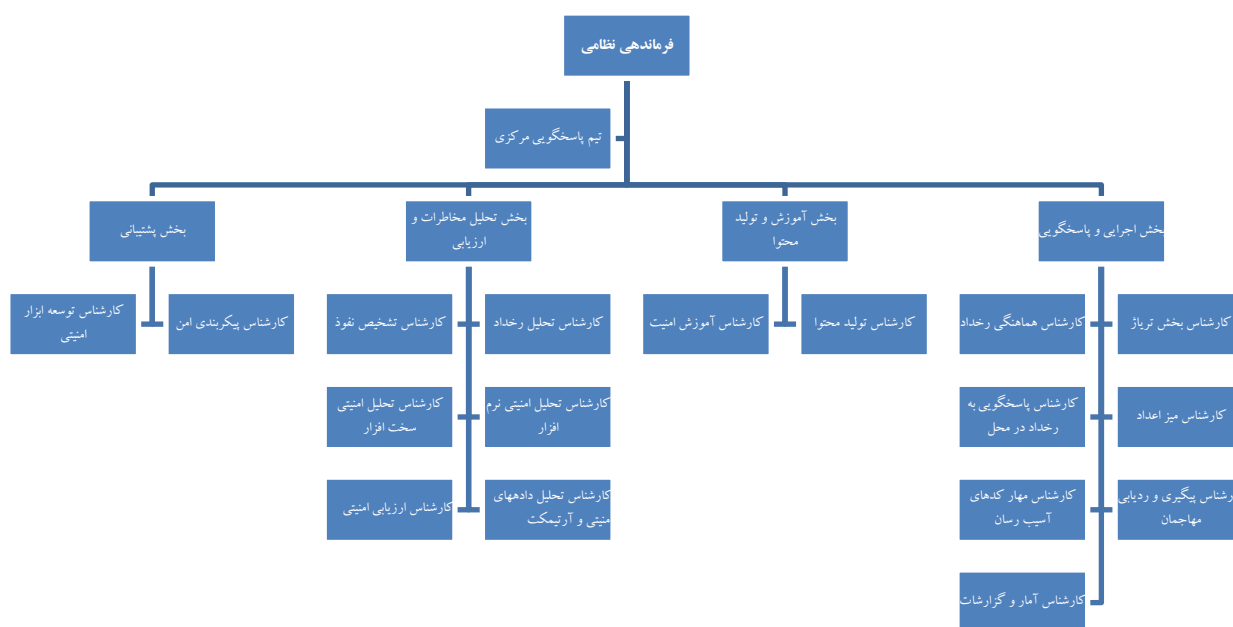 فرماندهی نظامی
تیم پاسخگویی مرکزی
بخش اجرایی و پاسخگویی
بخش آموزش و تولید
محتوا
بخش تحلیل مخاطرات و
ارزیابی
بخش پشتیبانی
کارشناس بخش تریاژ
کارشناس هماهنگی رخداد
کارشناس تولید محتوا
کارشناس آموزش امنیت
کارشناس تحلیل رخداد
کارشناس تشخیص نفوذ
کارشناس پیکربندی امن
کارشناس توسعه ابزار
امنیتی
کارشناس میز اعداد
کارشناس پاسخگویی به
رخداد در محل
کارشناس تحلیل امنیتی نرم
افزار
کارشناس تحلیل امنیتی
سخت افزار
رشناس پیگیری و ردیابی
مهاجمان
کارشناس مهار کدهای
آسیب رسان
کارشناس تحلیل دادههای
منیتی و آرتیمکت
کارشناس ارزیابی امنیتی
کارشناس آمار و گزارشات